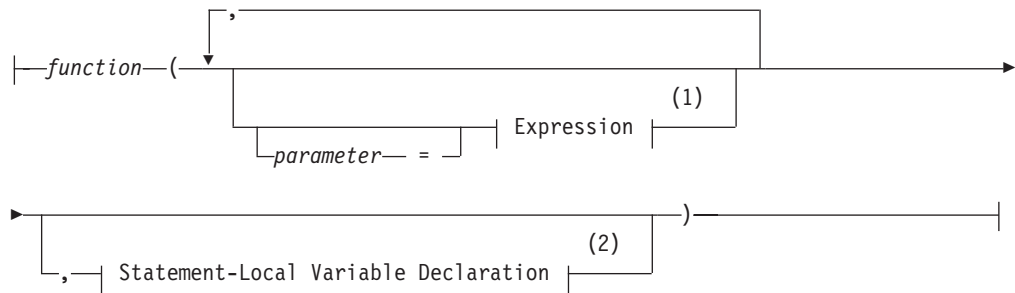 ,
function (
(1)
Expression
parameter =
)
(2)
, Statement-Local Variable Declaration